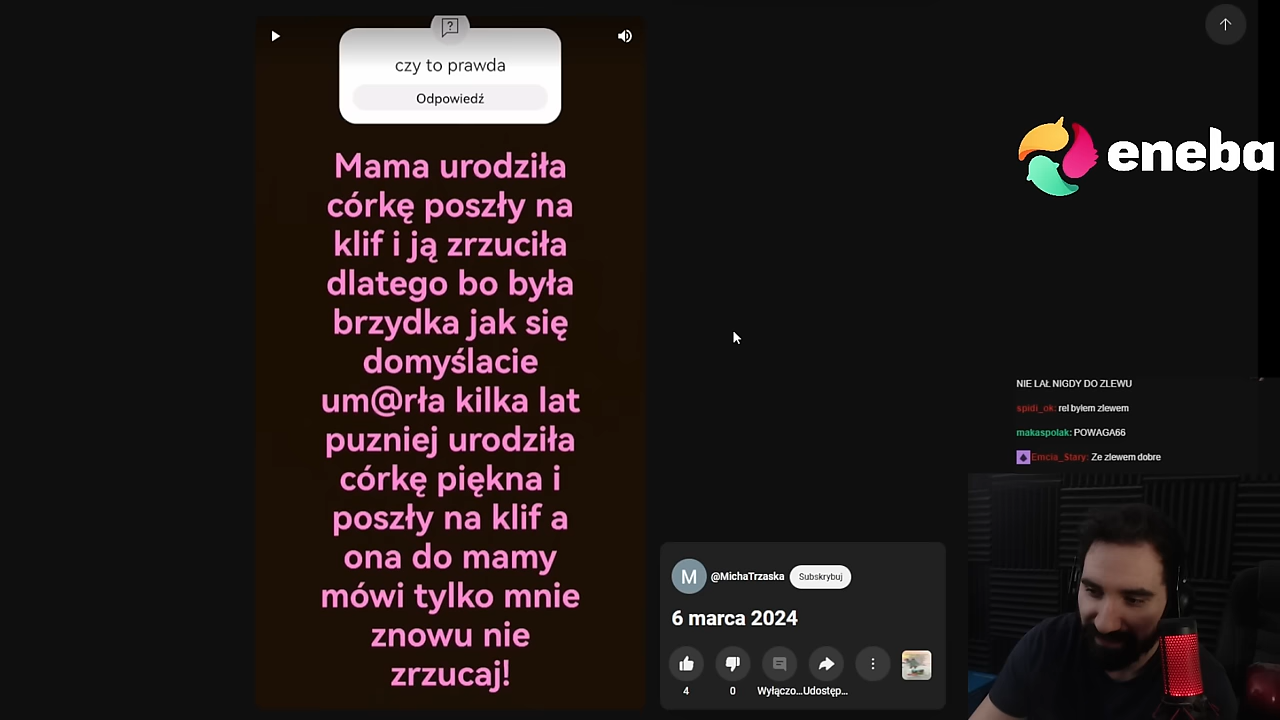 czy to prawda
Odpowiedź
Mama urodziła
córkę poszły na
klif i ją zrzuciła
dlatego bo była
brzydka jak się
domyślacie
um@rła kilka lat
puzniej urodziła
córkę piękna i
poszły na klif a
ona do mamy
mówi tylko mnie
znowu nie
zrzucaj!
eneba
NIE LAŁ NIGDY DO ZLEWU
spidi_ok: rel bylem zlewem
makaspolak: POWAGA66
Emcia_Stary: Ze zlewem dobre
M @MichaTrzaska Subskrybuj
6 marca 2024
4 0 Wyłączo... Udostęp...